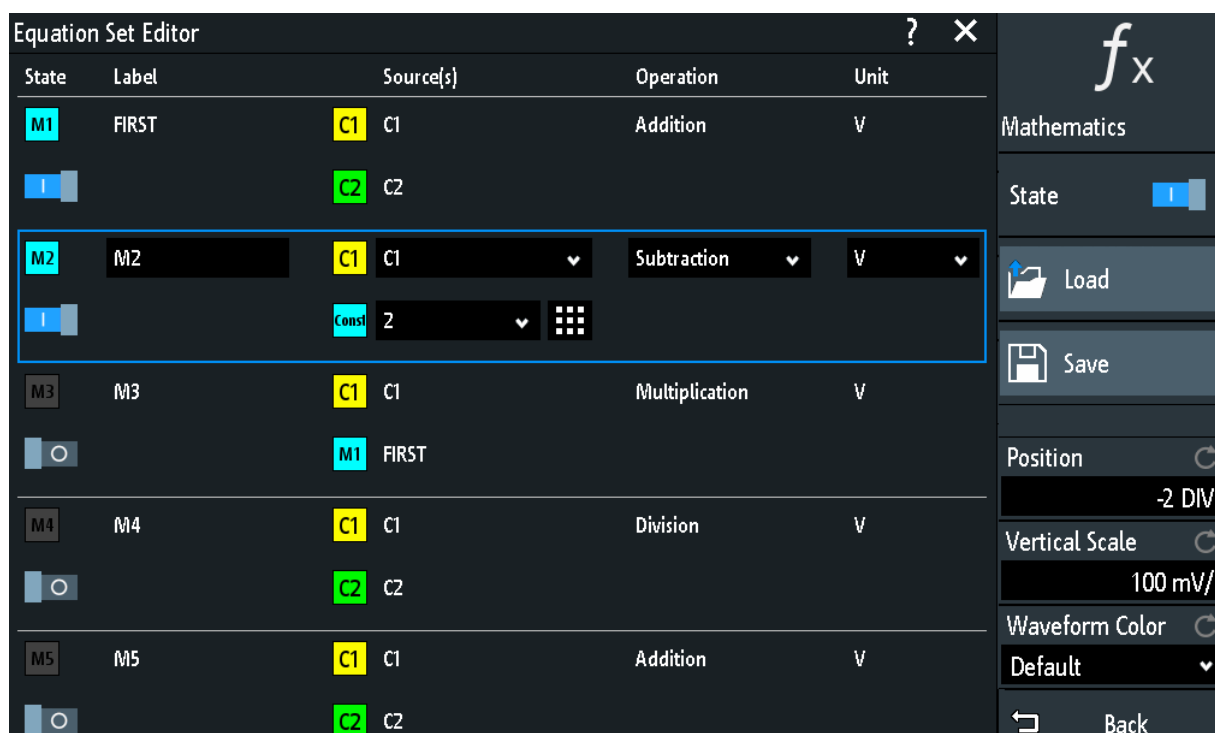 Equation Set Editor ? X
State Label Source(s) Operation Unit
M1 FIRST C1 C1 Addition V
I C2 C2
M2 M2 C1 C1 Subtraction V
I Const 2
M3 M3 C1 C1 Multiplication V
O M1 FIRST
M4 M4 C1 C1 Division V
O C2 C2
M5 M5 C1 C1 Addition V
O C2 C2
fx
Mathematics
State I
Load
Save
Position
-2 DIV
Vertical Scale
100 mV/
Waveform Color
Default
Back